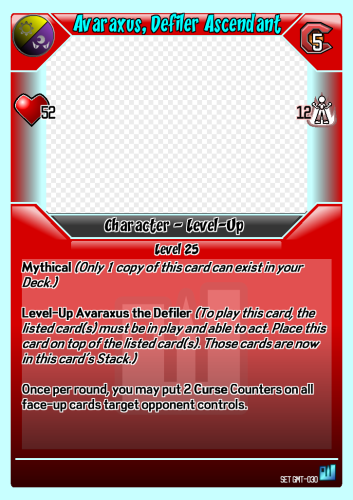 Avaraxus, Defiler Ascendant
5
52
12
Character - Level-Up
Level 25
Mythical (Only 1 copy of this card can exist in your
Deck.)
Level-Up Avaraxus the Defiler (To play this card, the
listed card(s) must be in play and able to act. Place this
card on top of the listed card(s). Those cards are now
in this card's Stack.)
Once per round, you may put 2 Curse Counters on all
face-up cards target opponent controls.
SET GMT-030